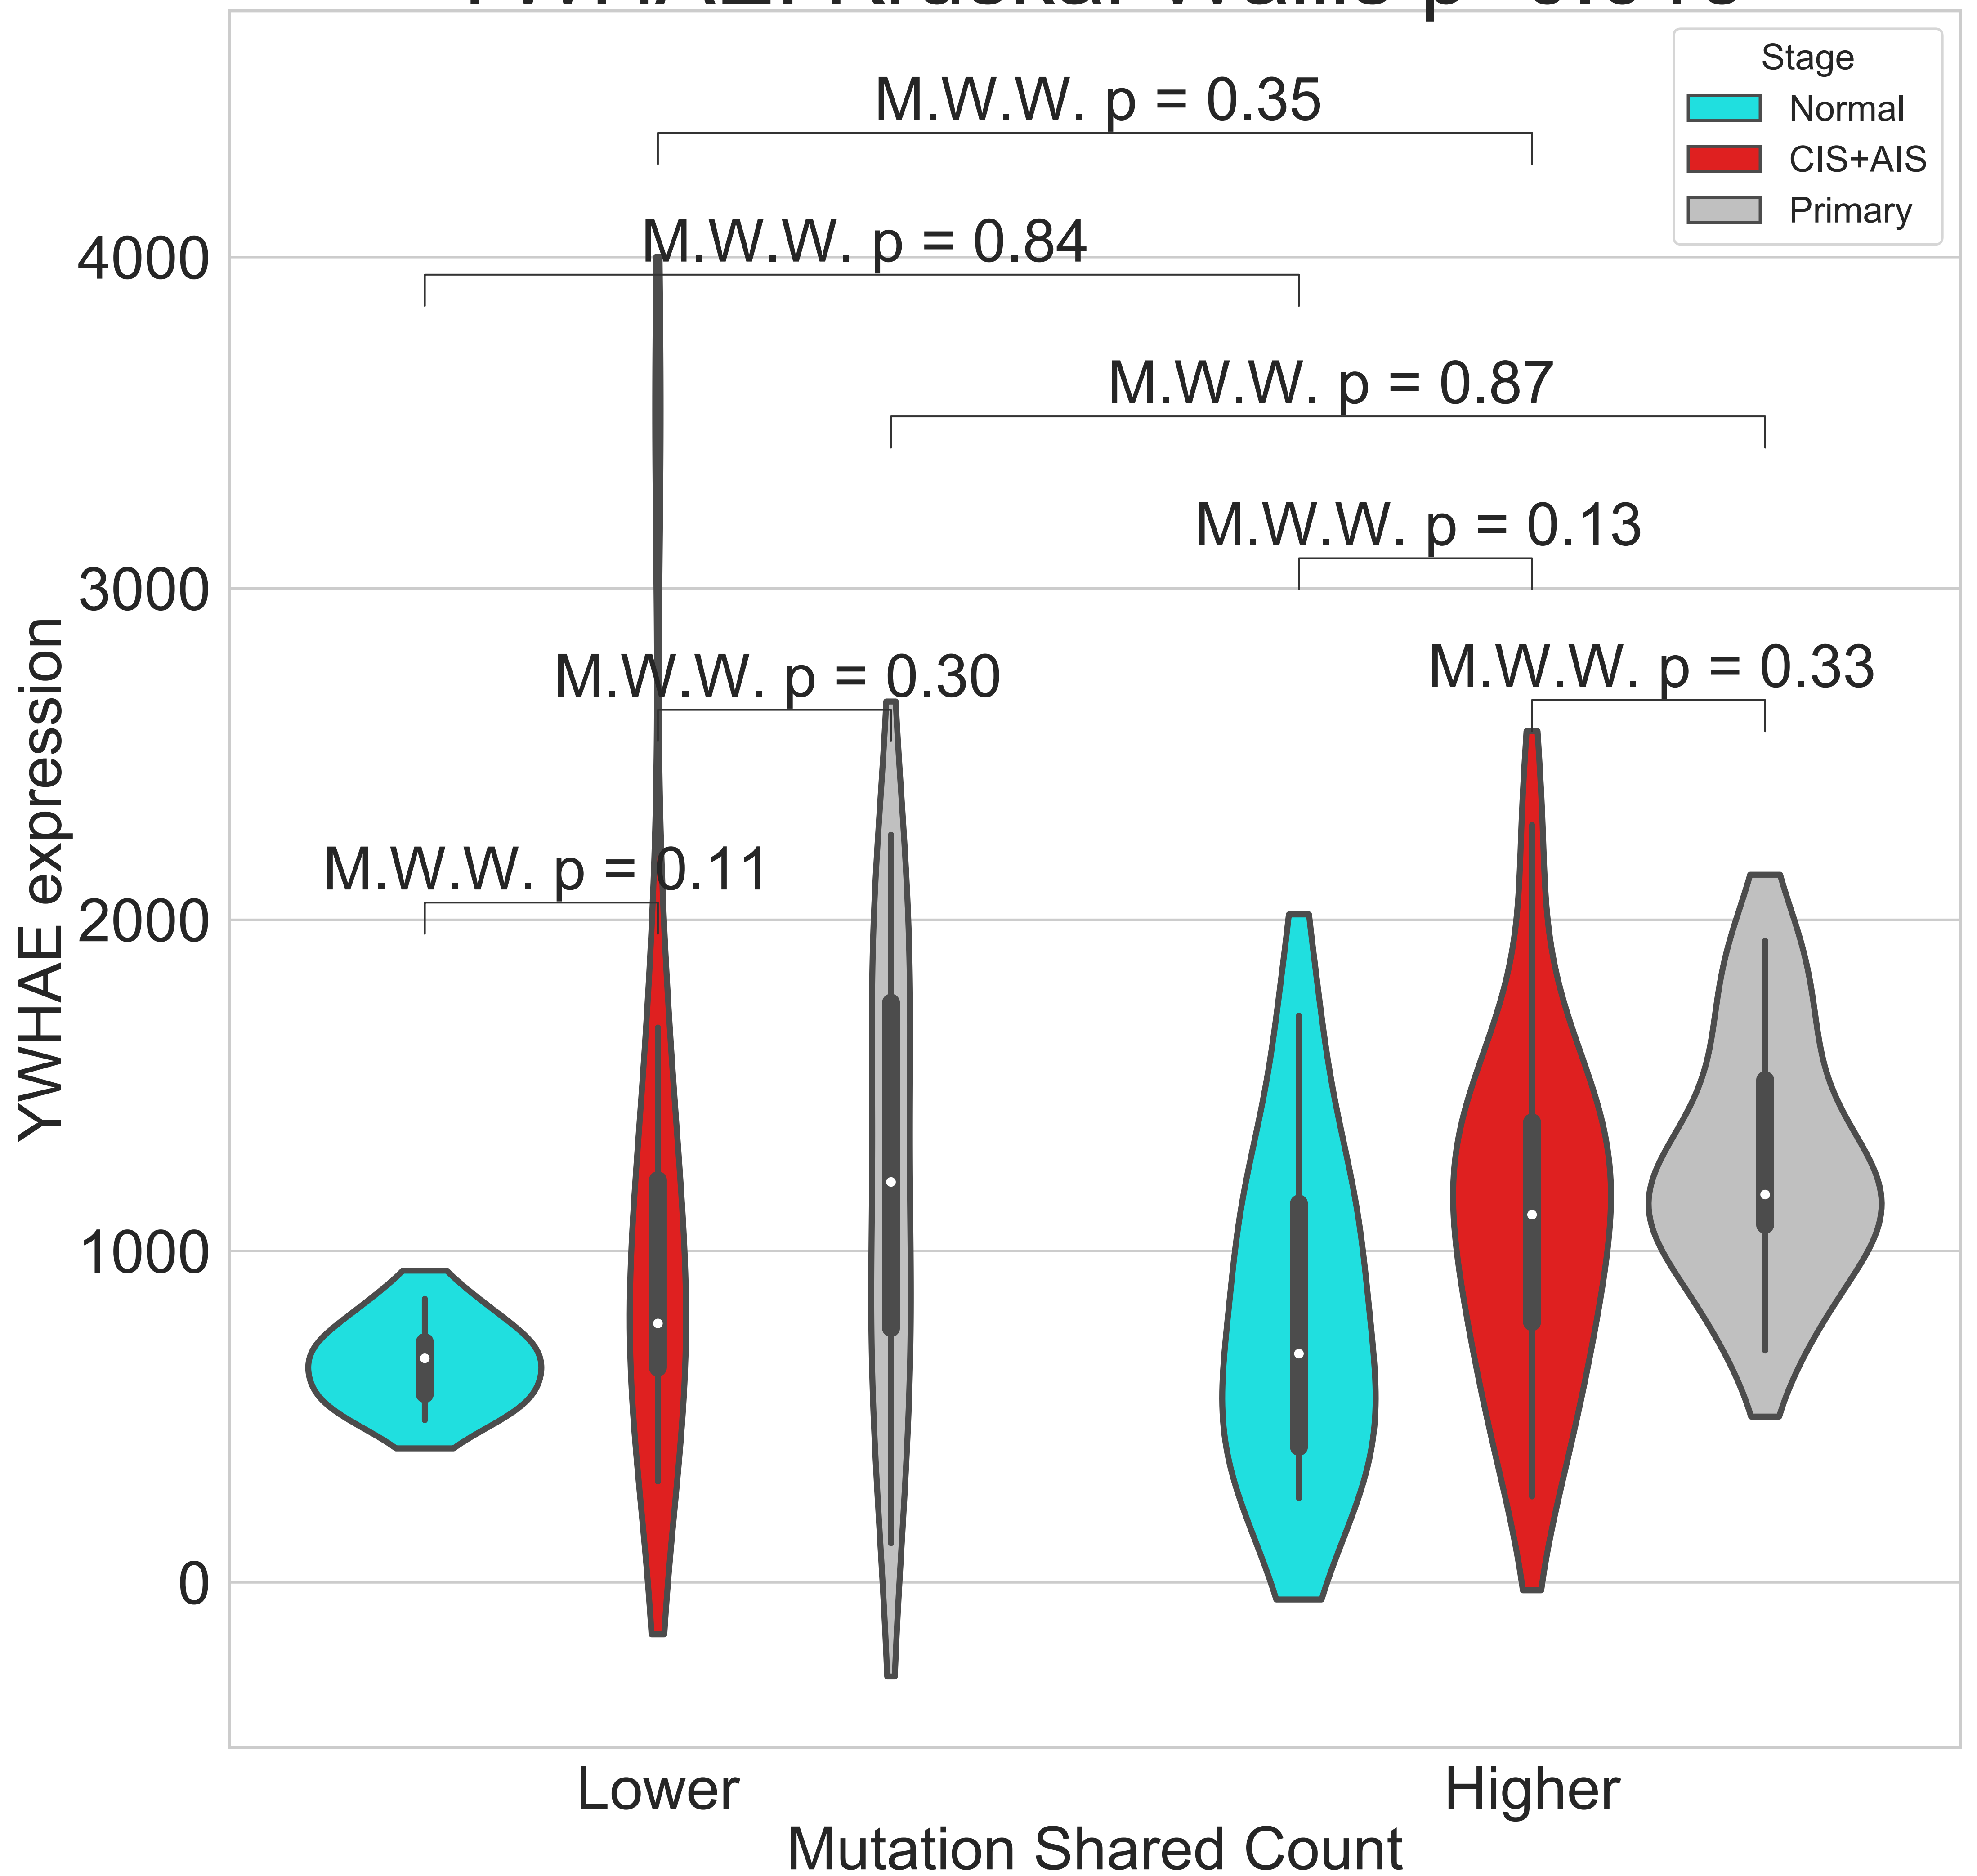 Stage
Normal
CIS+AIS
Primary
M.W.W. p = 0.35
M.W.W. p = 0.84
M.W.W. p = 0.87
M.W.W. p = 0.13
M.W.W. p = 0.30
M.W.W. p = 0.33
M.W.W. p = 0.11
YWHAE expression
4000
3000
2000
1000
0
Lower
Higher
Mutation Shared Count